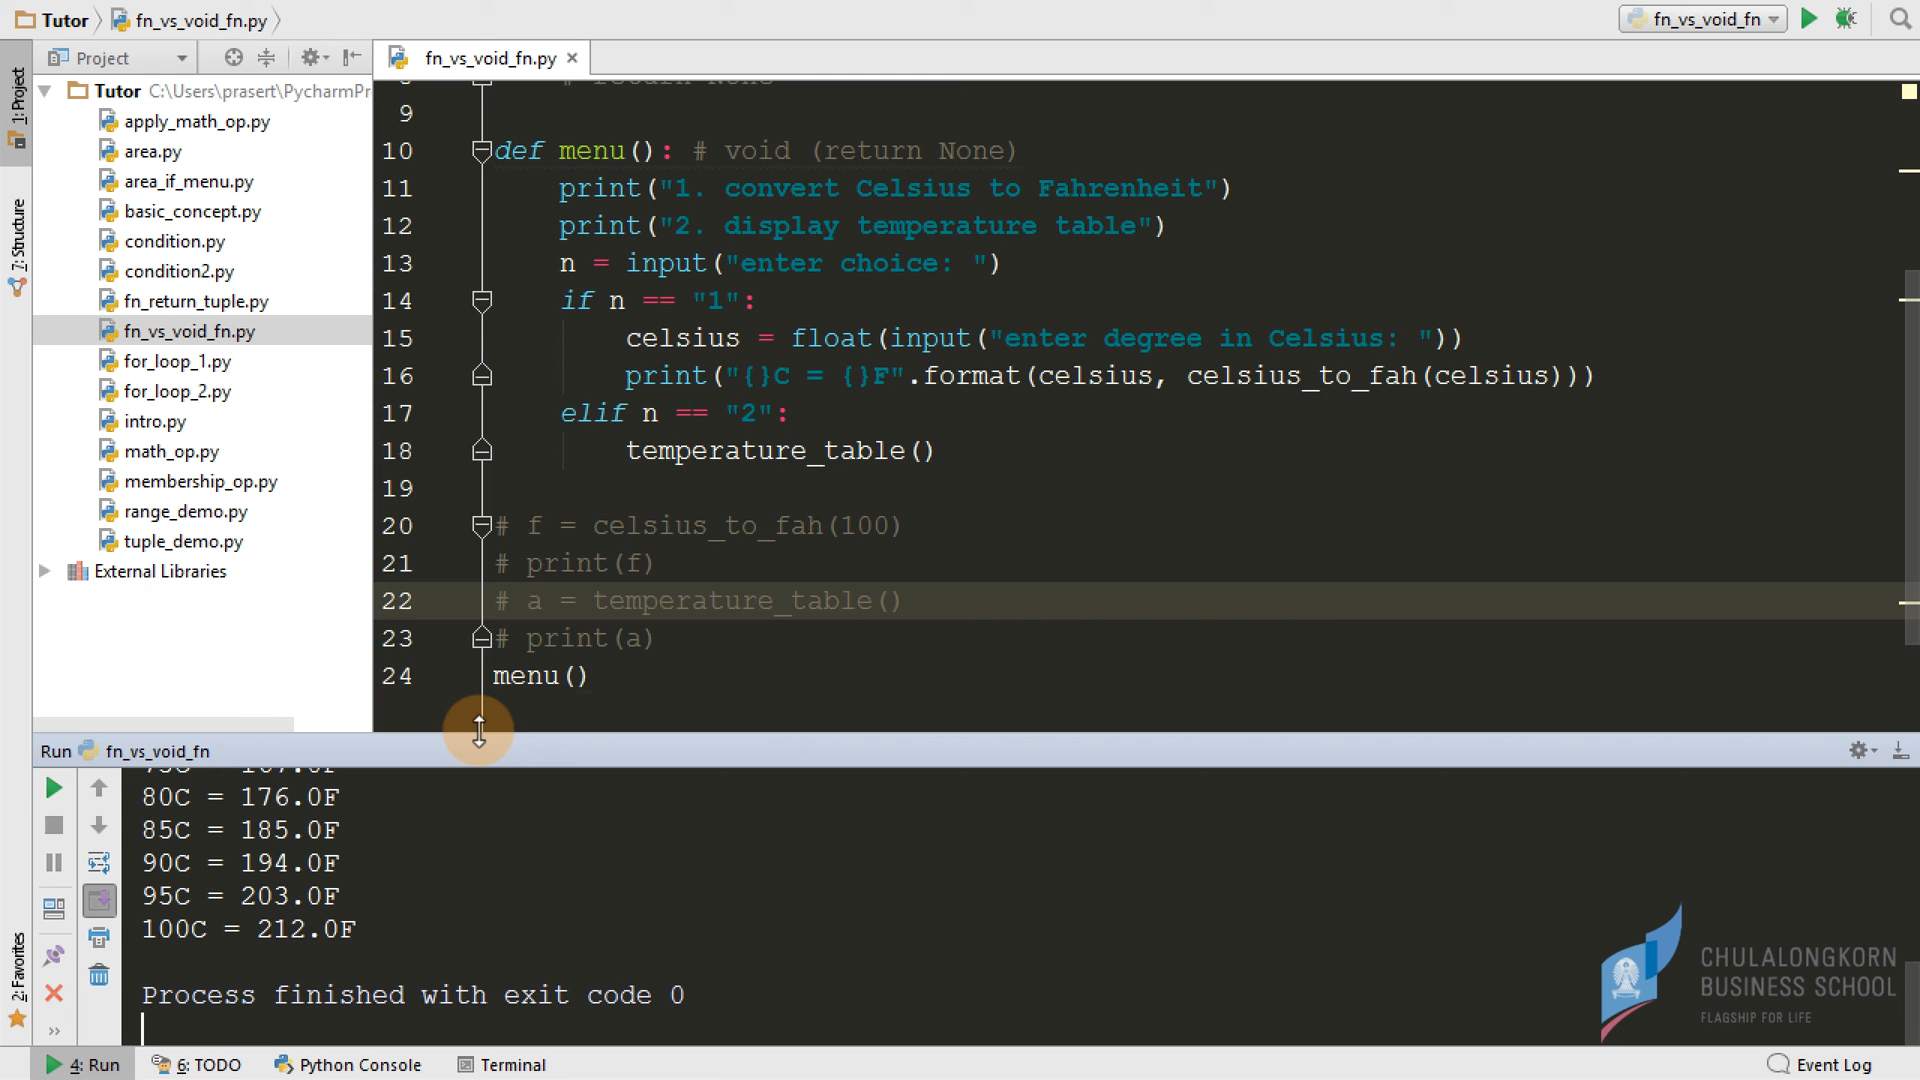 Tutor fn_vs_void_fn.py
fn_vs_void_fn
Project
fn_vs_void_fn.py
1: Project
7: Structure
2: Favorites
Tutor C:\Users\prasert\PycharmPr
apply_math_op.py
area.py
area_if_menu.py
basic_concept.py
condition.py
condition2.py
fn_return_tuple.py
fn_vs_void_fn.py
for_loop_1.py
for_loop_2.py
intro.py
math_op.py
membership_op.py
range_demo.py
tuple_demo.py
External Libraries
# return None
9
10 def menu(): # void (return None)
11 print("1. convert Celsius to Fahrenheit")
12 print("2. display temperature table")
13 n = input("enter choice: ")
14 if n == "1":
15 celsius = float(input("enter degree in Celsius: "))
16 print("{}C = {}F".format(celsius, celsius_to_fah(celsius)))
17 elif n == "2":
18 temperature_table()
19
20 # f = celsius_to_fah(100)
21 # print(f)
22 # a = temperature_table()
23 # print(a)
24 menu()
Run fn_vs_void_fn
80C = 176.0F
85C = 185.0F
90C = 194.0F
95C = 203.0F
100C = 212.0F
Process finished with exit code 0
CHULALONGKORN
BUSINESS SCHOOL
FLAGSHIP FOR LIFE
4: Run 6: TODO Python Console Terminal Event Log